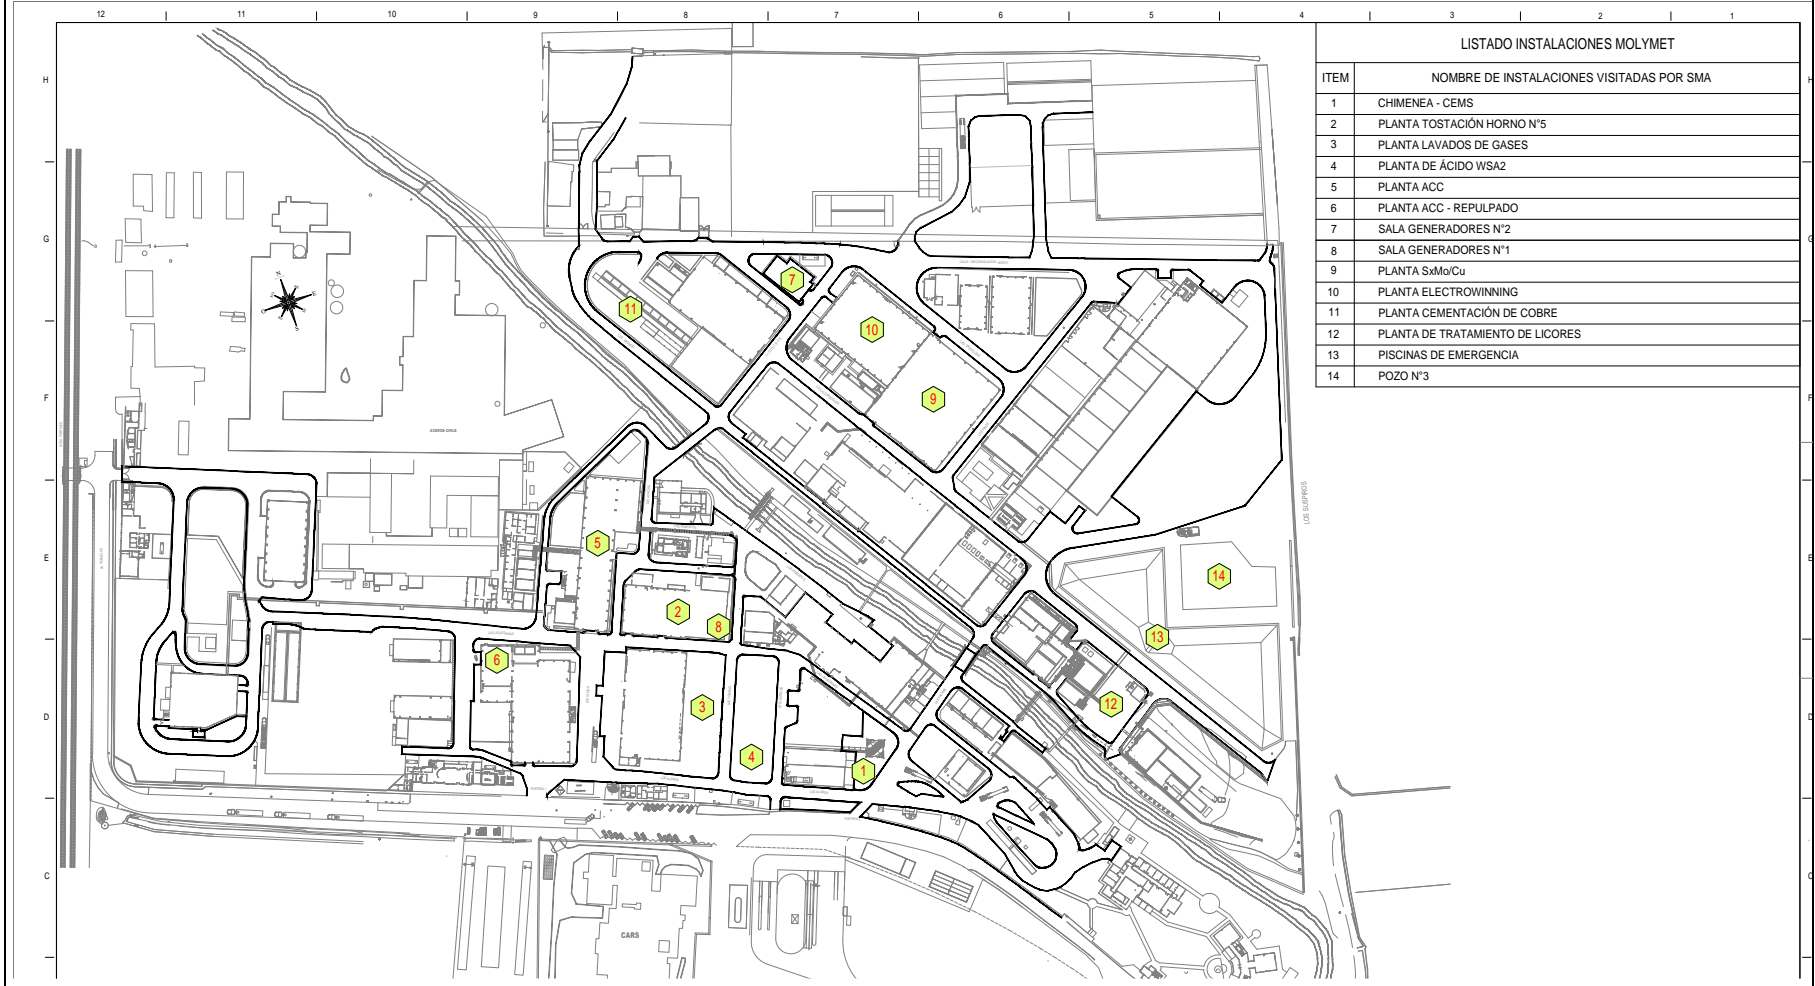 12 11 10 9 8 7 6 5 4 3 2 1
LISTADO INSTALACIONES MOLYMET
ITEM NOMBRE DE INSTALACIONES VISITADAS POR SMA
1 CHIMENEA - CEMS
2 PLANTA TOSTACIÓN HORNO N°5
3 PLANTA LAVADOS DE GASES
4 PLANTA DE ÁCIDO WSA2
5 PLANTA ACC
6 PLANTA ACC - REPULPADO
7 SALA GENERADORES N°2
8 SALA GENERADORES N°1
9 PLANTA SxMo/Cu
10 PLANTA ELECTROWINNING
11 PLANTA CEMENTACIÓN DE COBRE
12 PLANTA DE TRATAMIENTO DE LICORES
13 PISCINAS DE EMERGENCIA
14 POZO N°3
H
H
G
G
7
11
10
F
F
9
LOS SUSPIROS
E
E
5
14
2
8
13
6
D
D
3
12
4
1
C
C
CARS